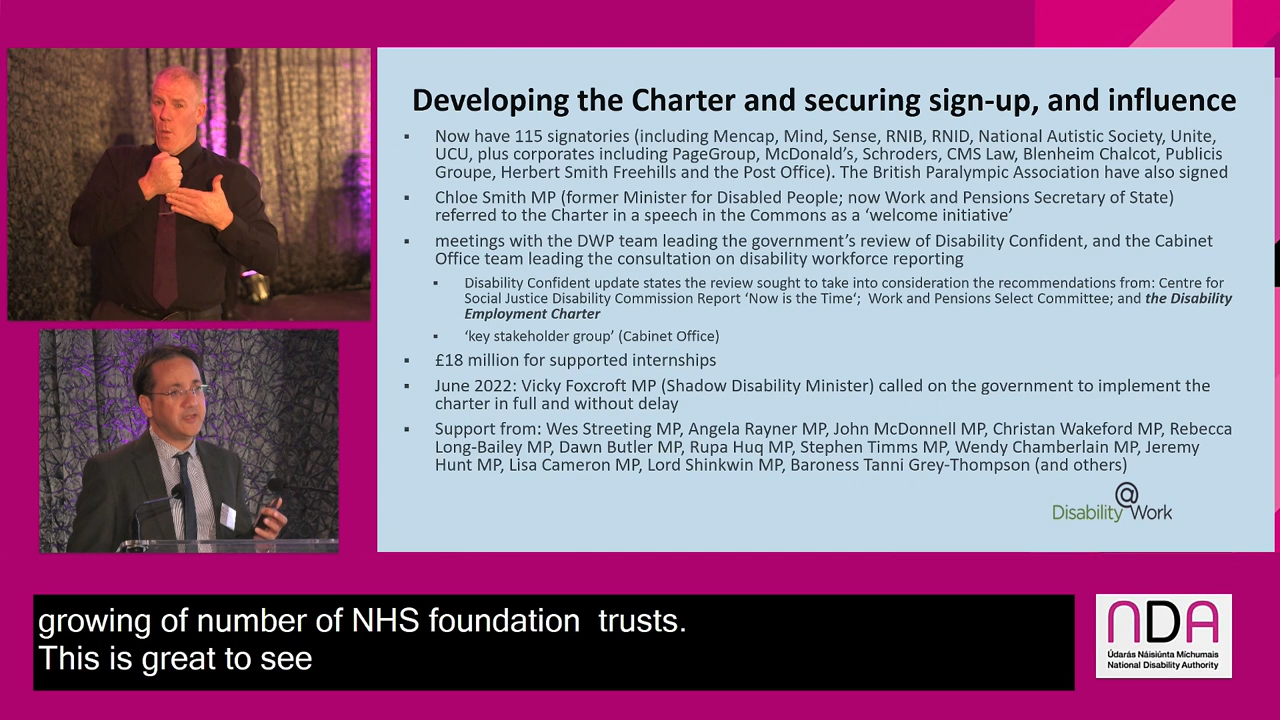 Developing the Charter and securing sign-up, and influence
▪ Now have 115 signatories (including Mencap, Mind, Sense, RNIB, RNID, National Autistic Society, Unite,
UCU, plus corporates including PageGroup, McDonald's, Schroders, CMS Law, Blenheim Chalcot, Publicis
Groupe, Herbert Smith Freehills and the Post Office). The British Paralympic Association have also signed
▪ Chloe Smith MP (former Minister for Disabled People; now Work and Pensions Secretary of State)
referred to the Charter in a speech in the Commons as a 'welcome initiative'
▪ meetings with the DWP team leading the government's review of Disability Confident, and the Cabinet
Office team leading the consultation on disability workforce reporting
▪ Disability Confident update states the review sought to take into consideration the recommendations from: Centre for
Social Justice Disability Commission Report 'Now is the Time'; Work and Pensions Select Committee; and the Disability
Employment Charter
▪ 'key stakeholder group' (Cabinet Office)
▪ £18 million for supported internships
▪ June 2022: Vicky Foxcroft MP (Shadow Disability Minister) called on the government to implement the
charter in full and without delay
▪ Support from: Wes Streeting MP, Angela Rayner MP, John McDonnell MP, Christan Wakeford MP, Rebecca
Long-Bailey MP, Dawn Butler MP, Rupa Huq MP, Stephen Timms MP, Wendy Chamberlain MP, Jeremy
Hunt MP, Lisa Cameron MP, Lord Shinkwin MP, Baroness Tanni Grey-Thompson (and others)
Disability@Work
growing of number of NHS foundation  trusts.
This is great to see
NDA
Údarás Náisiúnta Míchumais
National Disability Authority